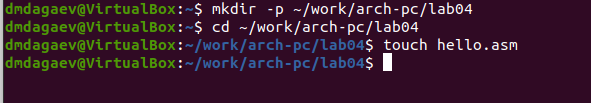 dmdagaev@VirtualBox:~$ mkdir -p ~/work/arch-pc/lab04
dmdagaev@VirtualBox:~$ cd ~/work/arch-pc/lab04
dmdagaev@VirtualBox:~/work/arch-pc/lab04$ touch hello.asm
dmdagaev@VirtualBox:~/work/arch-pc/lab04$